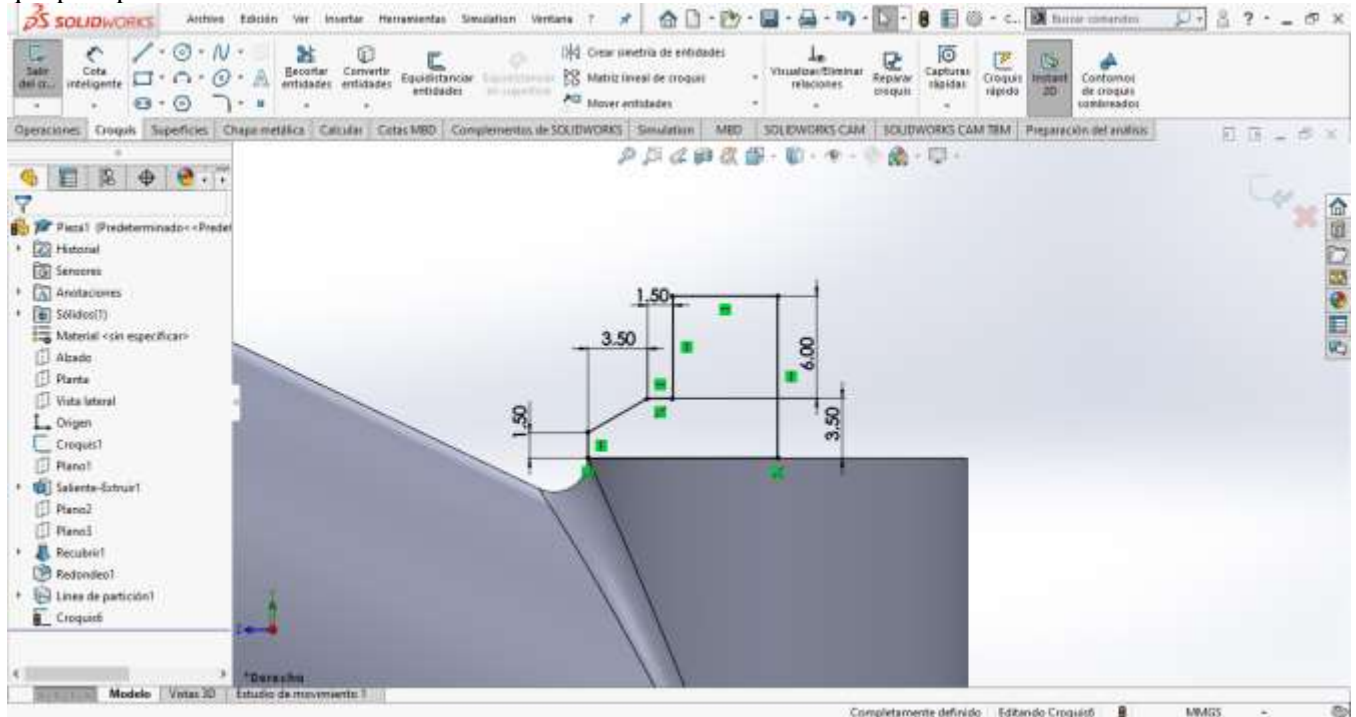 SOLIDWORKS Archivo Edición Ver Insertar Herramientas Simulation Ventana ?
Salir del cr...
Cota inteligente
Recortar entidades
Convertir entidades
Equidistanciar entidades
Crear simetría de entidades
Matriz lineal de croquis
Mover entidades
Visualizar/Eliminar relaciones
Reparar croquis
Capturas rápidas
Croquis rápido
Instant 2D
Contornos de croquis sombreados
Operaciones Croquis Superficies Chapa metálica Calcular Cotas MBD Complementos de SOLIDWORKS Simulation MBD SOLIDWORKS CAM SOLIDWORKS CAM TBM Preparación del análisis
Pieza1 (Predeterminado<<Prede
Historial
Sensores
Anotaciones
Sólidos(1)
Material <sin especificar>
Alzado
Planta
Vista lateral
Origen
Croquis1
Plano1
Saliente-Extruir1
Plano2
Plano3
Recubrir1
Redondeo1
Línea de partición1
Croquis6
1.50
3.50
6.00
1.50
3.50
*Derecha
Modelo Vistas 3D Estudio de movimiento 1
Completamente definido Editando Croquis6 MMGS